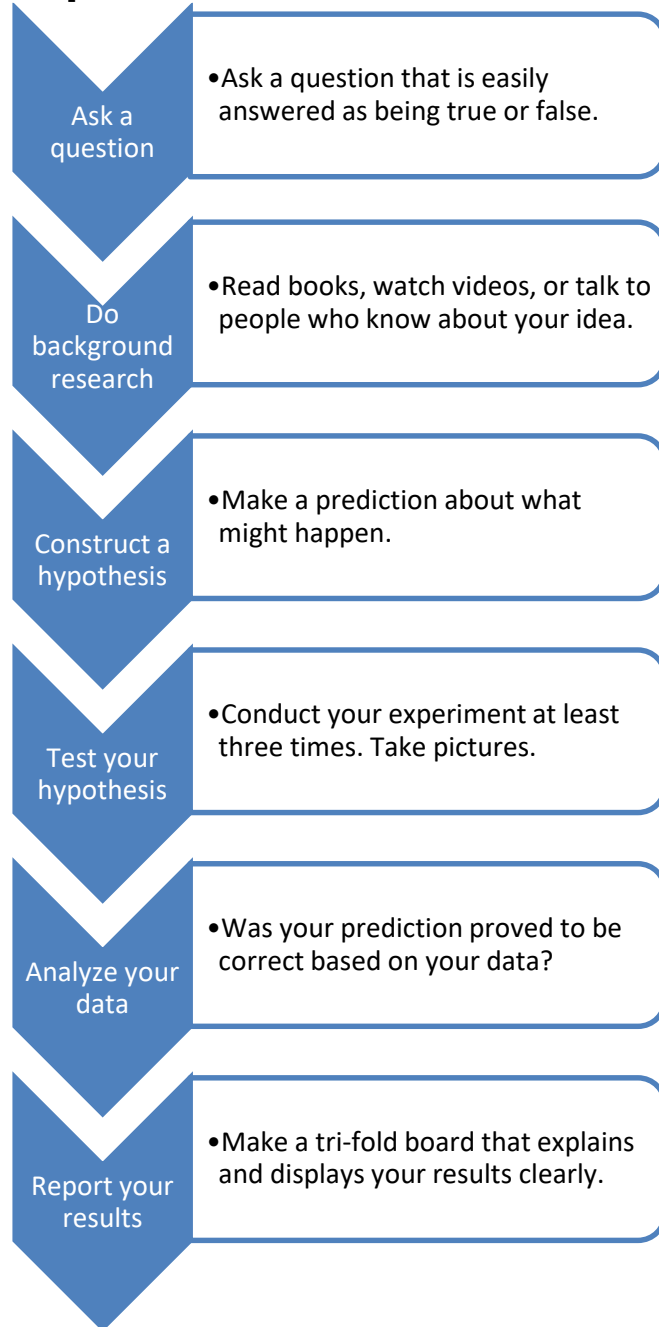 Ask a
question
•Ask a question that is easily
answered as being true or false.
Do
background
research
•Read books, watch videos, or talk to
people who know about your idea.
Construct a
hypothesis
•Make a prediction about what
might happen.
Test your
hypothesis
•Conduct your experiment at least
three times. Take pictures.
Analyze your
data
•Was your prediction proved to be
correct based on your data?
Report your
results
•Make a tri-fold board that explains
and displays your results clearly.